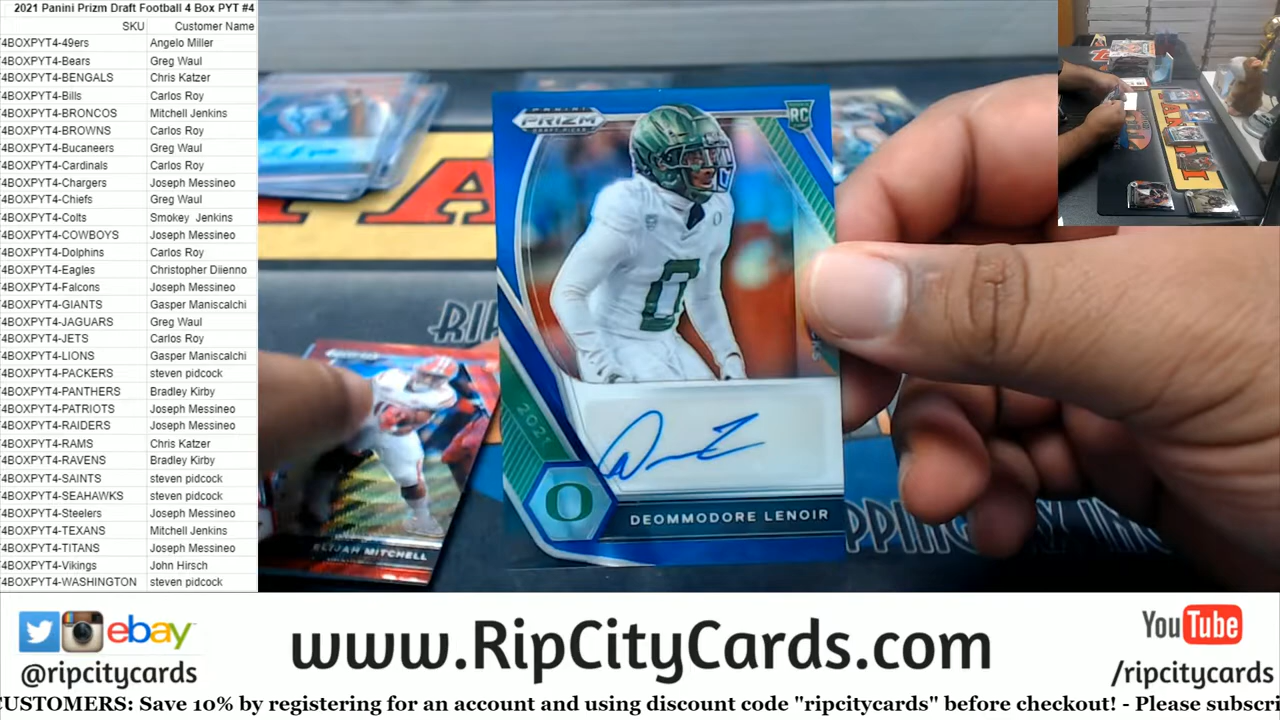 2021 Panini Prizm Draft Football 4 Box PYT #4
SKU Customer Name
4BOXPYT4-49ers Angelo Miller
4BOXPYT4-Bears Greg Waul
4BOXPYT4-BENGALS Chris Katzer
4BOXPYT4-Bills Carlos Roy
4BOXPYT4-BRONCOS Mitchell Jenkins
4BOXPYT4-BROWNS Carlos Roy
4BOXPYT4-Bucaneers Greg Waul
4BOXPYT4-Cardinals Carlos Roy
4BOXPYT4-Chargers Joseph Messineo
4BOXPYT4-Chiefs Greg Waul
4BOXPYT4-Colts Smokey Jenkins
4BOXPYT4-COWBOYS Joseph Messineo
4BOXPYT4-Dolphins Carlos Roy
4BOXPYT4-Eagles Christopher Diienno
4BOXPYT4-Falcons Joseph Messineo
4BOXPYT4-GIANTS Gasper Maniscalchi
4BOXPYT4-JAGUARS Greg Waul
4BOXPYT4-JETS Carlos Roy
4BOXPYT4-LIONS Gasper Maniscalchi
4BOXPYT4-PACKERS steven pidcock
4BOXPYT4-PANTHERS Bradley Kirby
4BOXPYT4-PATRIOTS Joseph Messineo
4BOXPYT4-RAIDERS Joseph Messineo
4BOXPYT4-RAMS Chris Katzer
4BOXPYT4-RAVENS Bradley Kirby
4BOXPYT4-SAINTS steven pidcock
4BOXPYT4-SEAHAWKS steven pidcock
4BOXPYT4-Steelers Joseph Messineo
4BOXPYT4-TEXANS Mitchell Jenkins
4BOXPYT4-TITANS Joseph Messineo
4BOXPYT4-Vikings John Hirsch
4BOXPYT4-WASHINGTON steven pidcock
PANINI
PRIZM
DRAFT PICKS
RC
0
2021
O
DEOMMODORE LENOIR
ELIJAH MITCHELL
RIP
ebay
@ripcitycards
www.RipCityCards.com
YouTube
/ripcitycards
CUSTOMERS: Save 10% by registering for an account and using discount code "ripcitycards" before checkout! - Please subscri